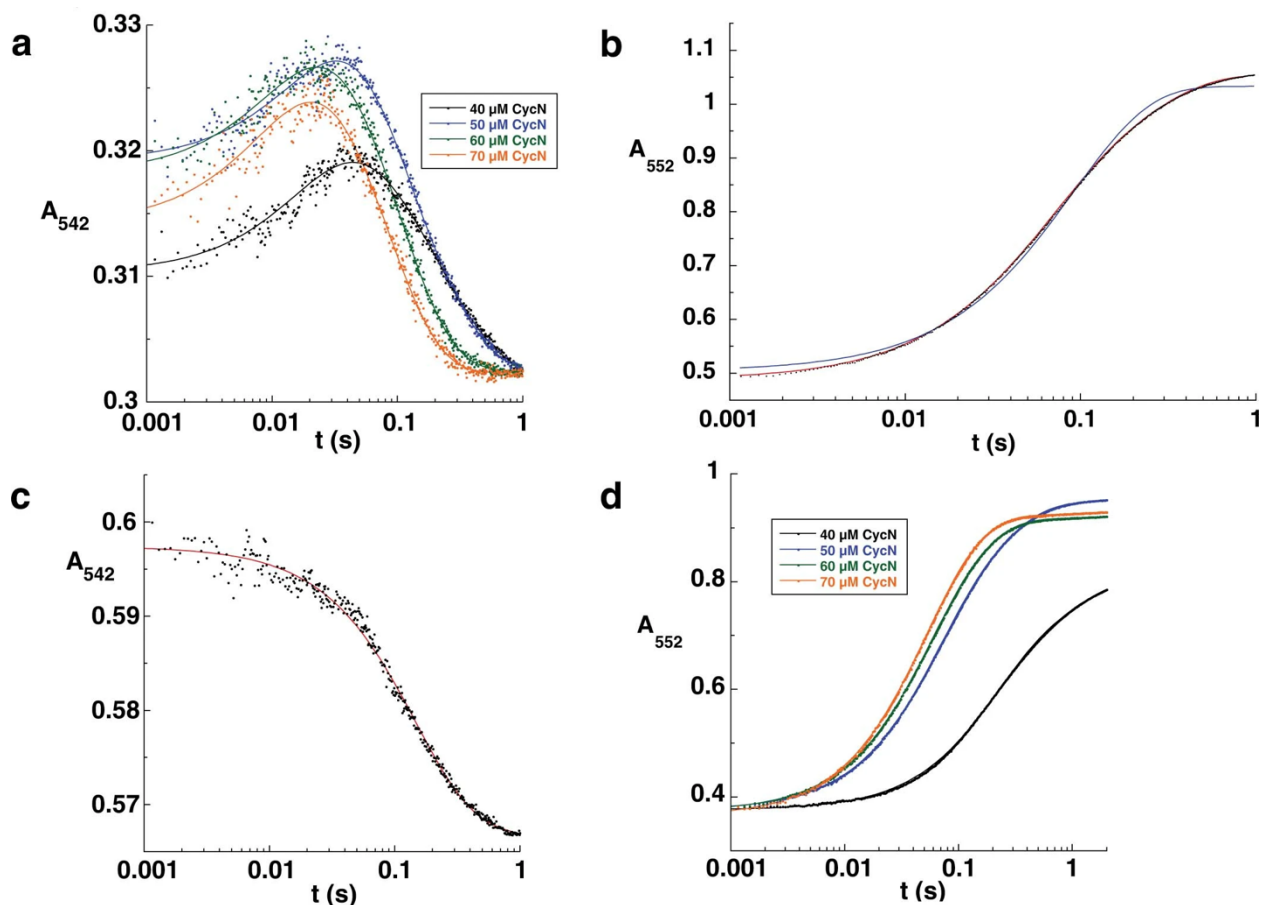 a
0.33
0.32
A542
0.31
0.3
0.001 0.01 0.1 1
t (s)
40 µM CycN
50 µM CycN
60 µM CycN
70 µM CycN
b
1.1
1
0.9
A552
0.8
0.7
0.6
0.5
0.001 0.01 0.1 1
t (s)
c
0.6
A542
0.59
0.58
0.57
0.001 0.01 0.1 1
t (s)
d
1
0.8
A552
0.6
0.4
0.001 0.01 0.1 1
t (s)
40 µM CycN
50 µM CycN
60 µM CycN
70 µM CycN